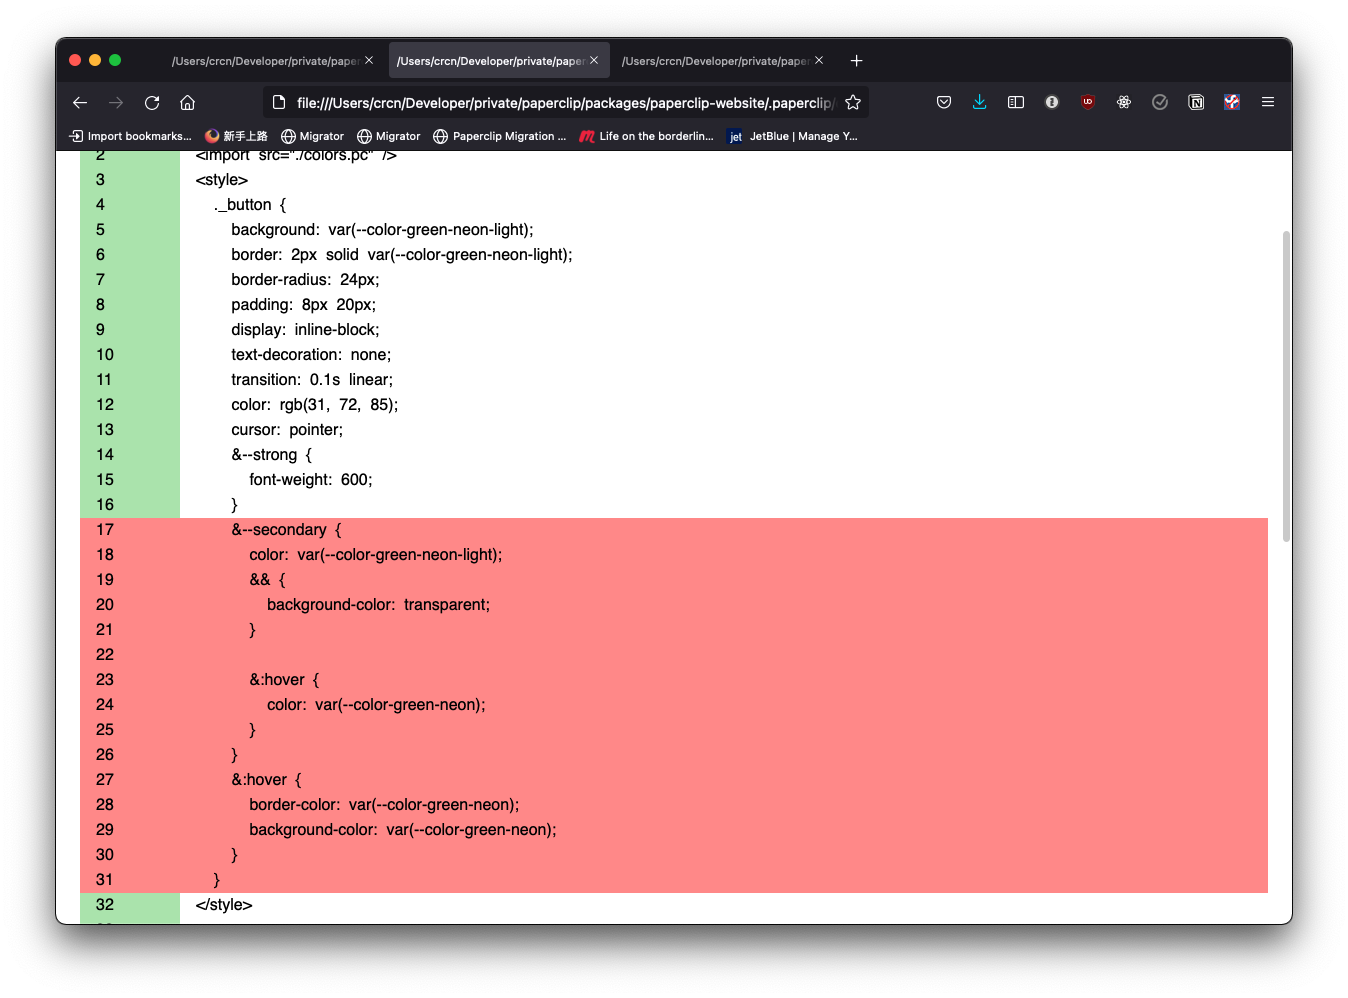 /Users/crcn/Developer/private/paper
/Users/crcn/Developer/private/paper
/Users/crcn/Developer/private/paper
file:///Users/crcn/Developer/private/paperclip/packages/paperclip-website/.paperclip/
Import bookmarks... 新手上路 Migrator Migrator Paperclip Migration ... Life on the borderlin... jet JetBlue | Manage Y...
2 <import src="./colors.pc" />
3 <style>
4 ._button {
5 background: var(--color-green-neon-light);
6 border: 2px solid var(--color-green-neon-light);
7 border-radius: 24px;
8 padding: 8px 20px;
9 display: inline-block;
10 text-decoration: none;
11 transition: 0.1s linear;
12 color: rgb(31, 72, 85);
13 cursor: pointer;
14 &--strong {
15 font-weight: 600;
16 }
17 &--secondary {
18 color: var(--color-green-neon-light);
19 && {
20 background-color: transparent;
21 }
22
23 &:hover {
24 color: var(--color-green-neon);
25 }
26 }
27 &:hover {
28 border-color: var(--color-green-neon);
29 background-color: var(--color-green-neon);
30 }
31 }
32 </style>